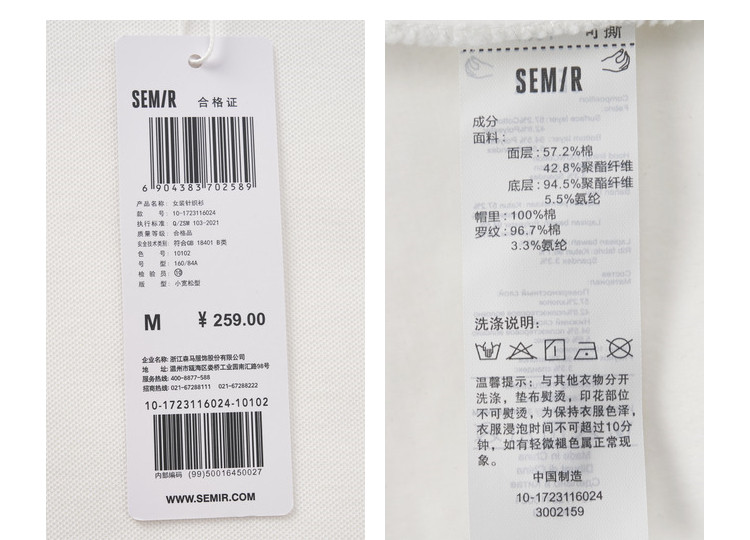 SEM/R 合格证
6 904383 702589
产品名称: 女装针织衫
款 号: 10-1723116024
执行标准: Q/ZSM 103-2021
质量等级: 合格品
安全技术类别: 符合GB 18401 B类
色 号: 10102
号 型: 160/84A
检 验 员:
版 型: 小宽松型
M ¥ 259.00
企业名称: 浙江森马服饰股份有限公司
地 址: 温州市瓯海区娄桥工业园南汇路98号
服务热线: 400-8877-588
招商热线: 021-67288111 021-67288222
10-1723116024-10102
内部编码 (99)50016450027
WWW.SEMIR.COM
可撕
SEM/R
成分
面料:
面层: 57.2%棉
42.8%聚酯纤维
底层: 94.5%聚酯纤维
5.5%氨纶
帽里: 100%棉
罗纹: 96.7%棉
3.3%氨纶
洗涤说明:
温馨提示: 与其他衣物分开
洗涤, 垫布熨烫, 印花部位
不可熨烫, 为保持衣服色泽,
衣服浸泡时间不可超过10分
钟, 如有轻微褪色属正常现
象。
中国制造
10-1723116024
3002159